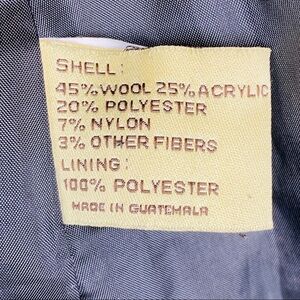 SHELL:
45% WOOL 25% ACRYLIC
20% POLYESTER
7% NYLON
3% OTHER FIBERS
LINING:
100% POLYESTER
MADE IN GUATEMALA